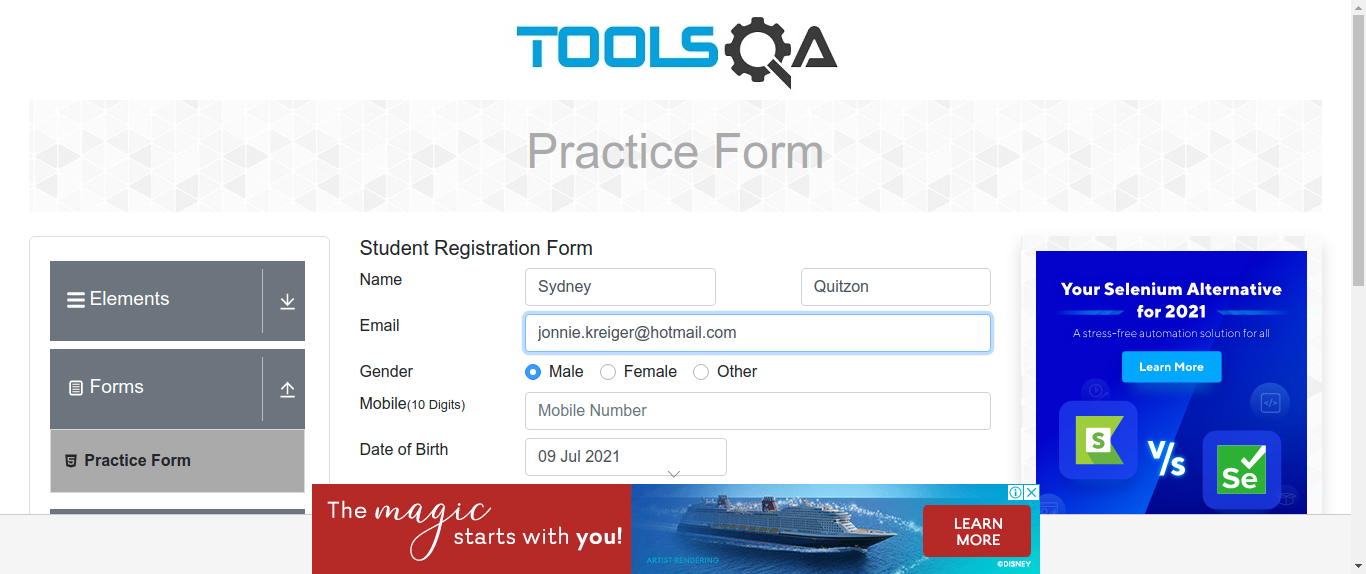 TOOLSQA
Practice Form
Elements
Forms
Practice Form
Student Registration Form
Name
Sydney
Quitzon
Email
jonnie.kreiger@hotmail.com
Gender
Male
Female
Other
Mobile(10 Digits)
Mobile Number
Date of Birth
09 Jul 2021
Your Selenium Alternative
for 2021
A stress-free automation solution for all
Learn More
S
V/s
Se
The magic
starts with you!
ARTIST RENDERING
LEARN
MORE
©DISNEY